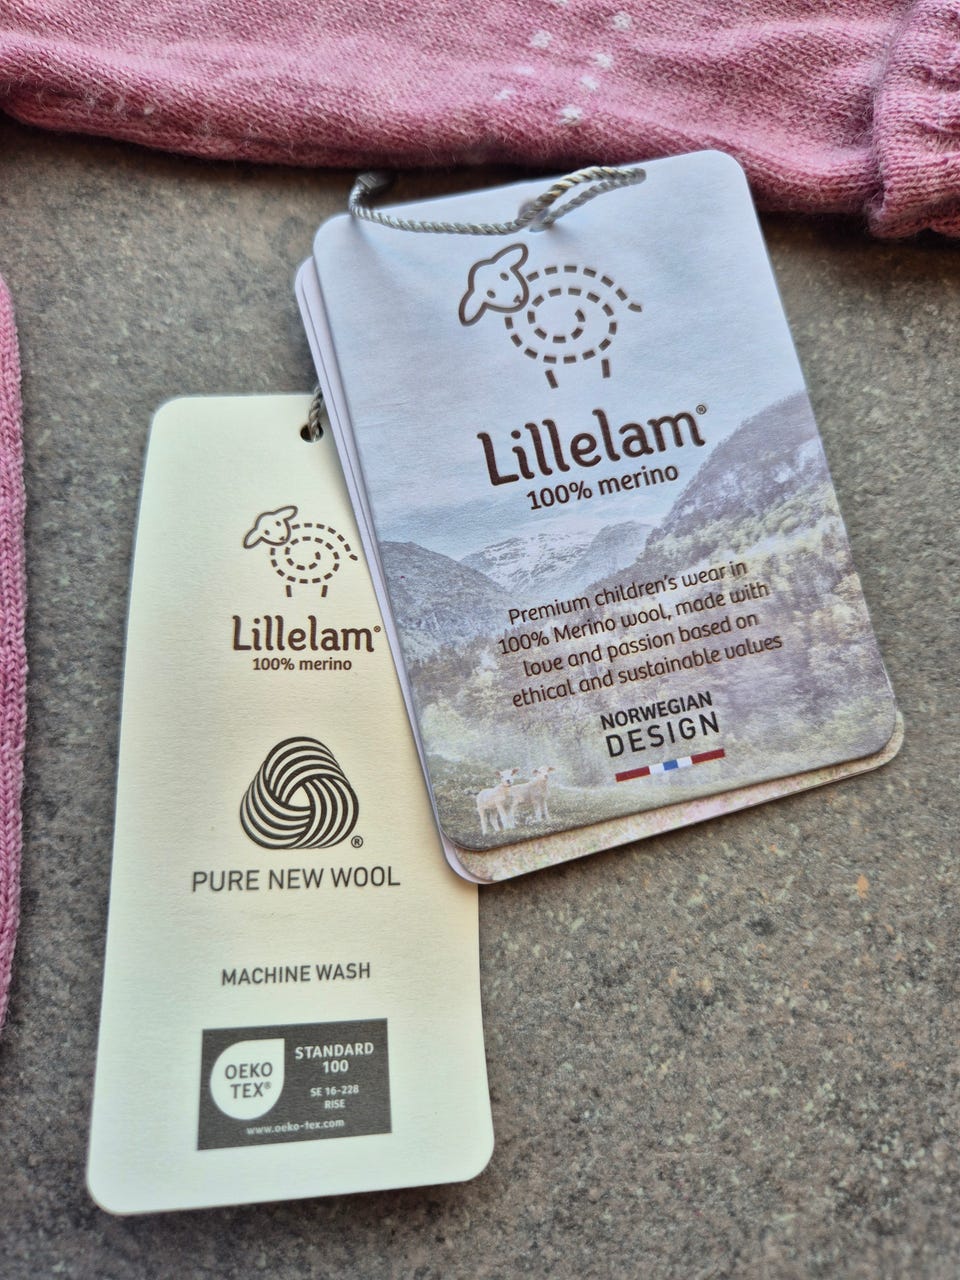 Lillelam®
100% merino
Premium children's wear in
100% Merino wool, made with
love and passion based on
ethical and sustainable values
NORWEGIAN
DESIGN
Lillelam®
100% merino
®
PURE NEW WOOL
MACHINE WASH
OEKO
TEX®
STANDARD
100
SE 16-228
RISE
www.oeko-tex.com